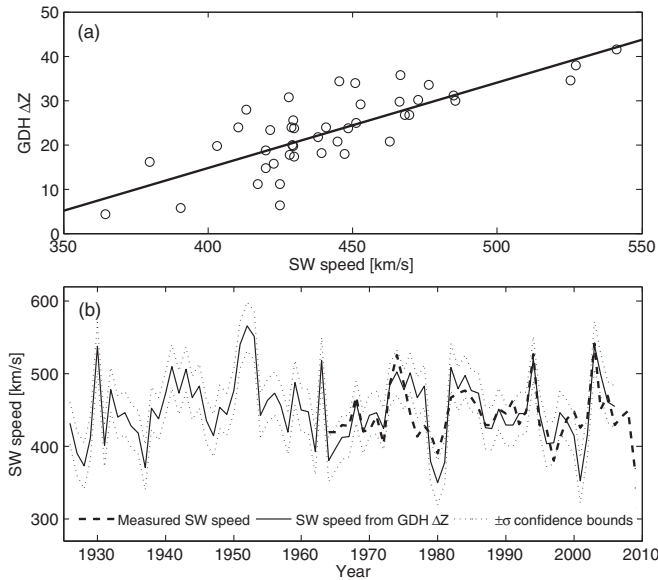 (a)
50
40
30
20
10
0
GDH ΔZ
350 400 450 500 550
SW speed [km/s]
(b)
600
500
400
300
SW speed [km/s]
Measured SW speed SW speed from GDH ΔZ ±σ confidence bounds
1930 1940 1950 1960 1970 1980 1990 2000 2010
Year